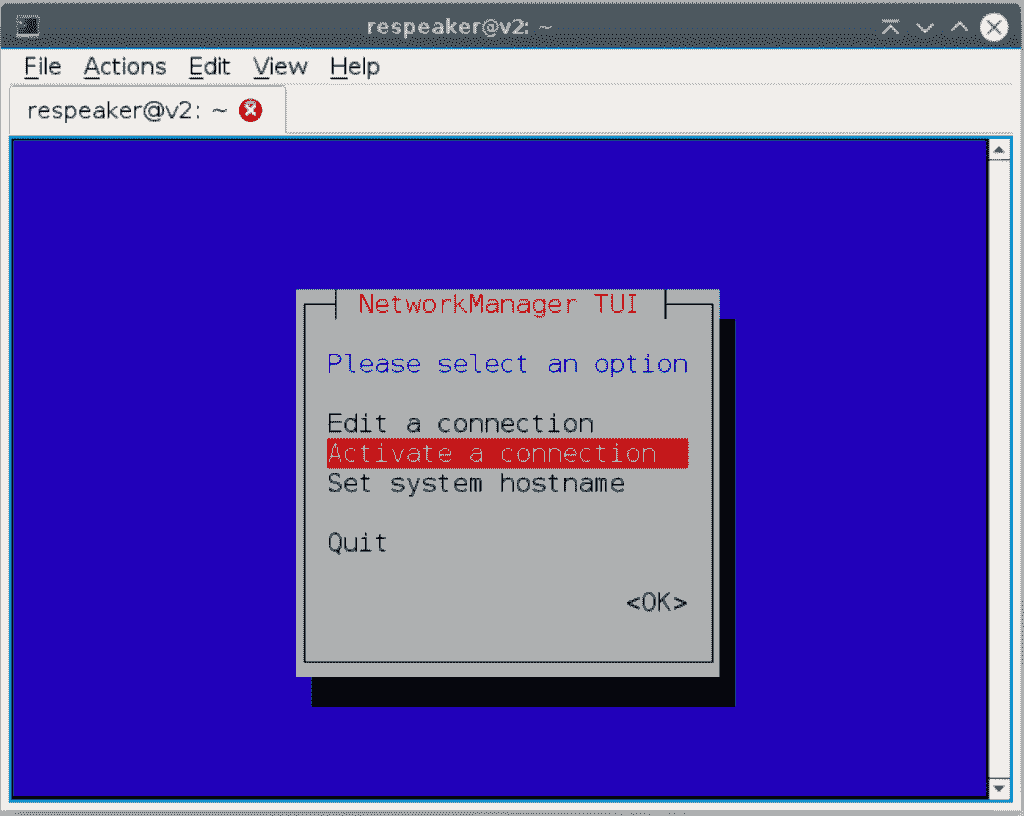 respeaker@v2: ~
File Actions Edit View Help
respeaker@v2: ~
NetworkManager TUI
Please select an option
Edit a connection
Activate a connection
Set system hostname
Quit
<OK>